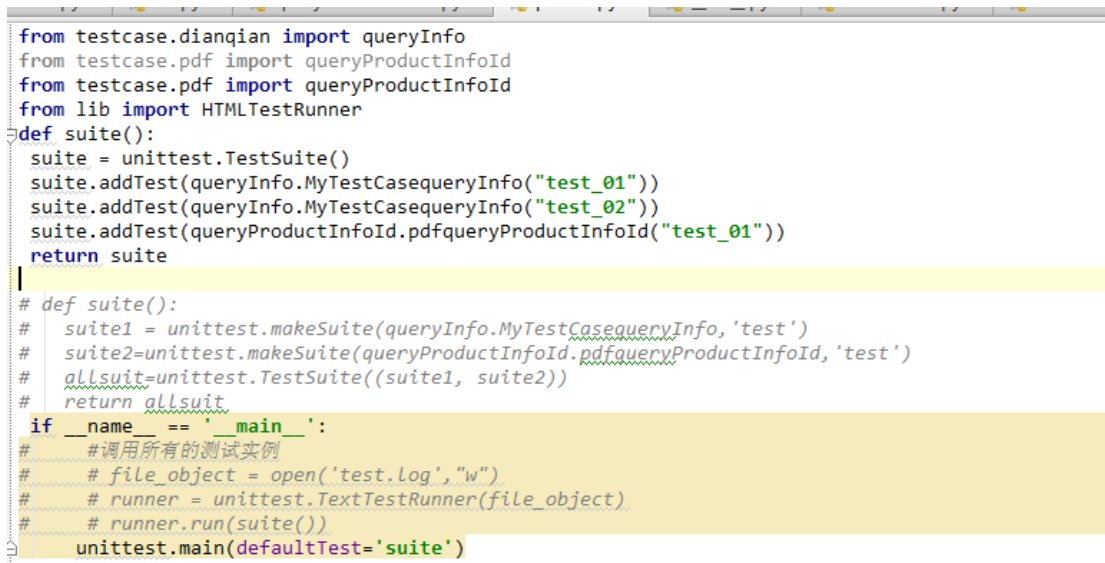 from testcase.dianqian import queryInfo
from testcase.pdf import queryProductInfoId
from testcase.pdf import queryProductInfoId
from lib import HTMLTestRunner
def suite():
 suite = unittest.TestSuite()
 suite.addTest(queryInfo.MyTestCasequeryInfo("test_01"))
 suite.addTest(queryInfo.MyTestCasequeryInfo("test_02"))
 suite.addTest(queryProductInfoId.pdfqueryProductInfoId("test_01"))
 return suite
# def suite():
#   suite1 = unittest.makeSuite(queryInfo.MyTestCasequeryInfo,'test')
#   suite2=unittest.makeSuite(queryProductInfoId.pdfqueryProductInfoId,'test')
#   allsuit=unittest.TestSuite((suite1, suite2))
#   return allsuit
 if __name__ == '__main__':
#     #调用所有的测试实例
#     # file_object = open('test.log',"w")
#     # runner = unittest.TextTestRunner(file_object)
#     # runner.run(suite())
     unittest.main(defaultTest='suite')